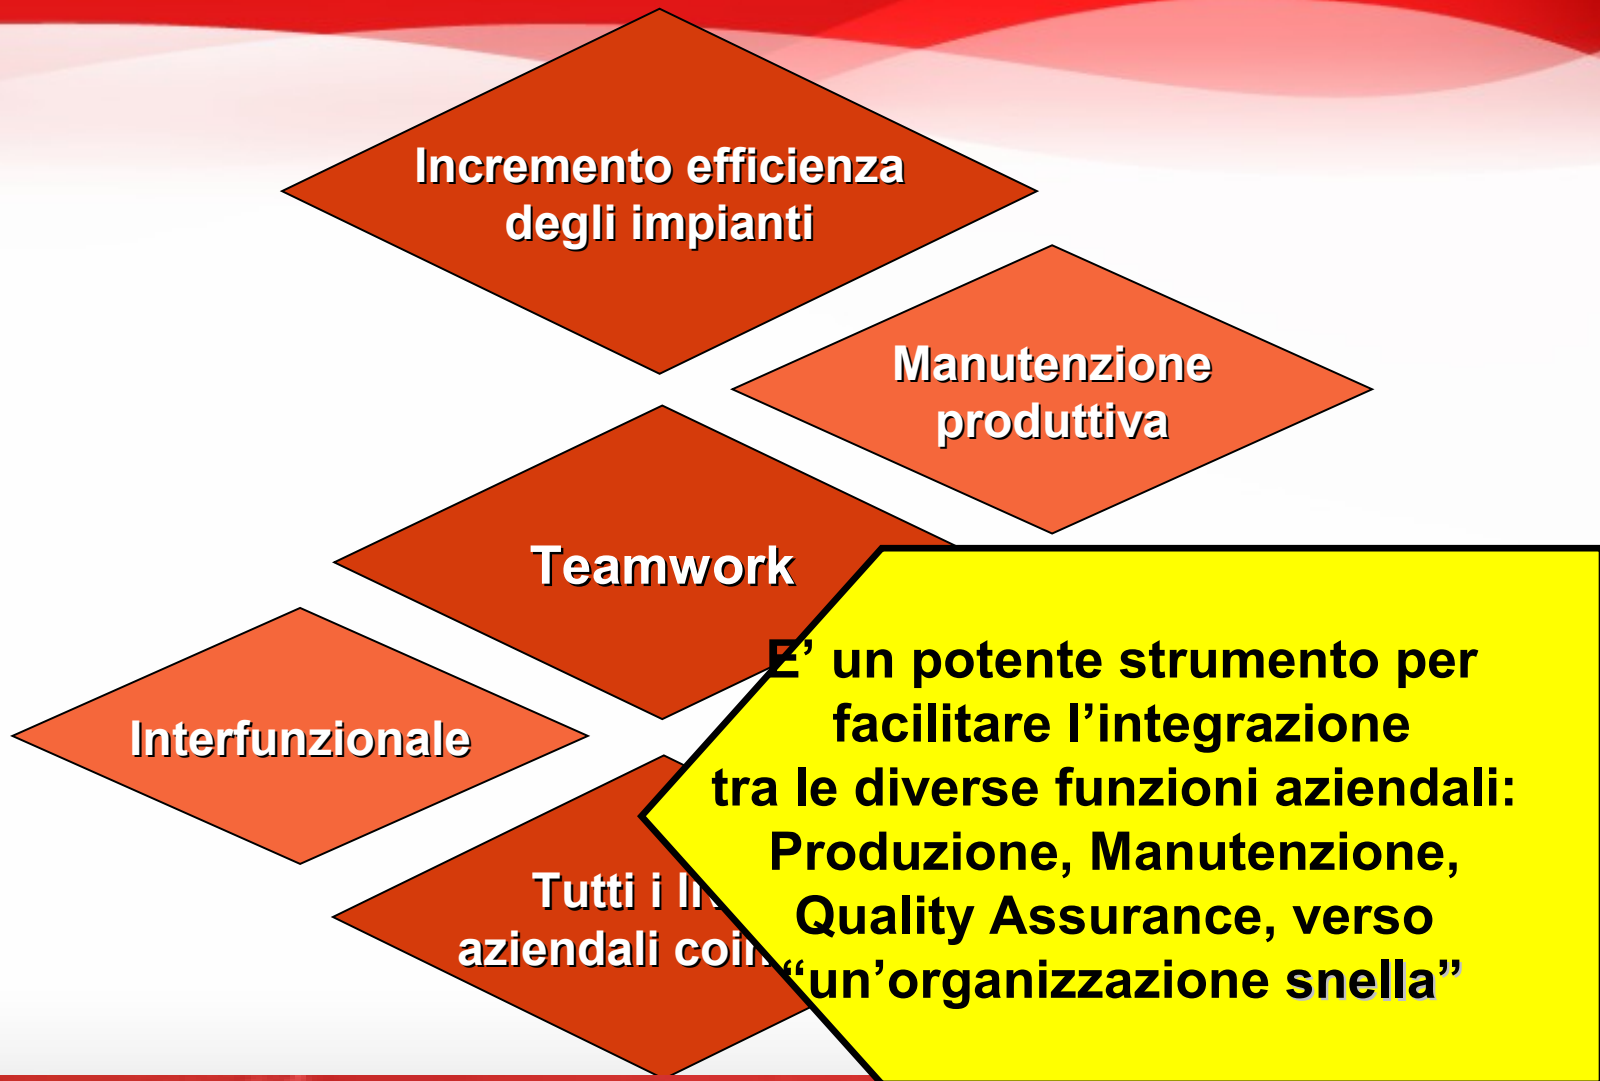 Incremento efficienza
degli impianti
Manutenzione
produttiva
Teamwork
Interfunzionale
Tutti i
aziendali
E’ un potente strumento per
facilitare l’integrazione
tra le diverse funzioni aziendali:
Produzione, Manutenzione,
Quality Assurance, verso
“un’organizzazione snella”